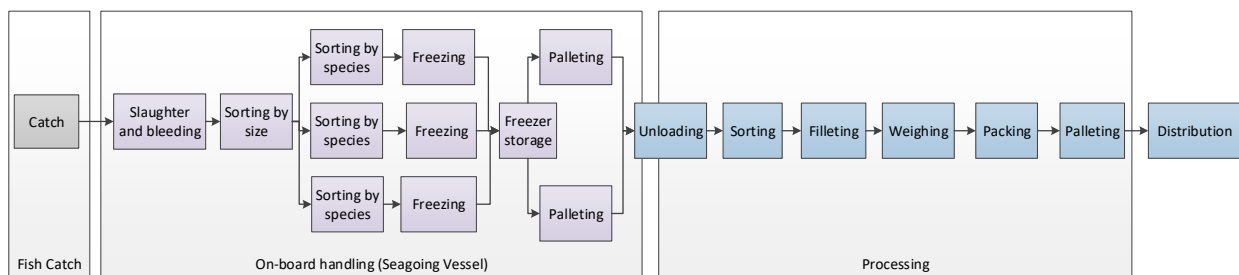 Catch
Slaughter
and bleeding
Sorting by
size
Sorting by
species
Freezing
Sorting by
species
Freezing
Sorting by
species
Freezing
Freezer
storage
Palleting
Palleting
Unloading
Sorting
Filleting
Weighing
Packing
Palleting
Distribution
Fish Catch
On-board handling (Seagoing Vessel)
Processing